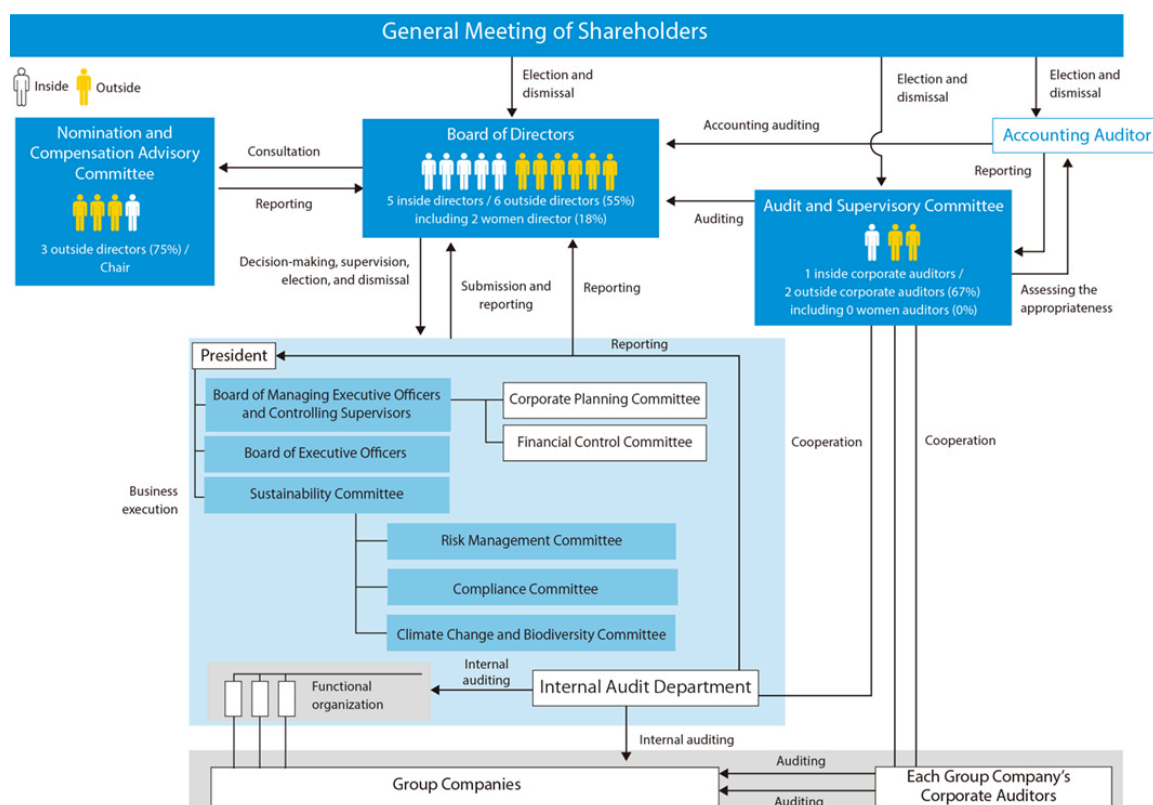 General Meeting of Shareholders
Inside
Outside
Election and
dismissal
Election and
dismissal
Election and
dismissal
Nomination and
Compensation Advisory
Committee
3 outside directors (75%) /
Chair
Consultation
Reporting
Board of Directors
5 inside directors / 6 outside directors (55%)
including 2 women director (18%)
Accounting auditing
Accounting Auditor
Reporting
Auditing
Audit and Supervisory Committee
1 inside corporate auditors /
2 outside corporate auditors (67%)
including 0 women auditors (0%)
Assessing the
appropriateness
Decision-making, supervision,
election, and dismissal
Submission and
reporting
Reporting
Reporting
President
Board of Managing Executive Officers
and Controlling Supervisors
Corporate Planning Committee
Financial Control Committee
Board of Executive Officers
Sustainability Committee
Business
execution
Cooperation
Cooperation
Risk Management Committee
Compliance Committee
Climate Change and Biodiversity Committee
Functional
organization
Internal
auditing
Internal Audit Department
Internal auditing
Group Companies
Auditing
Auditing
Each Group Company's
Corporate Auditors